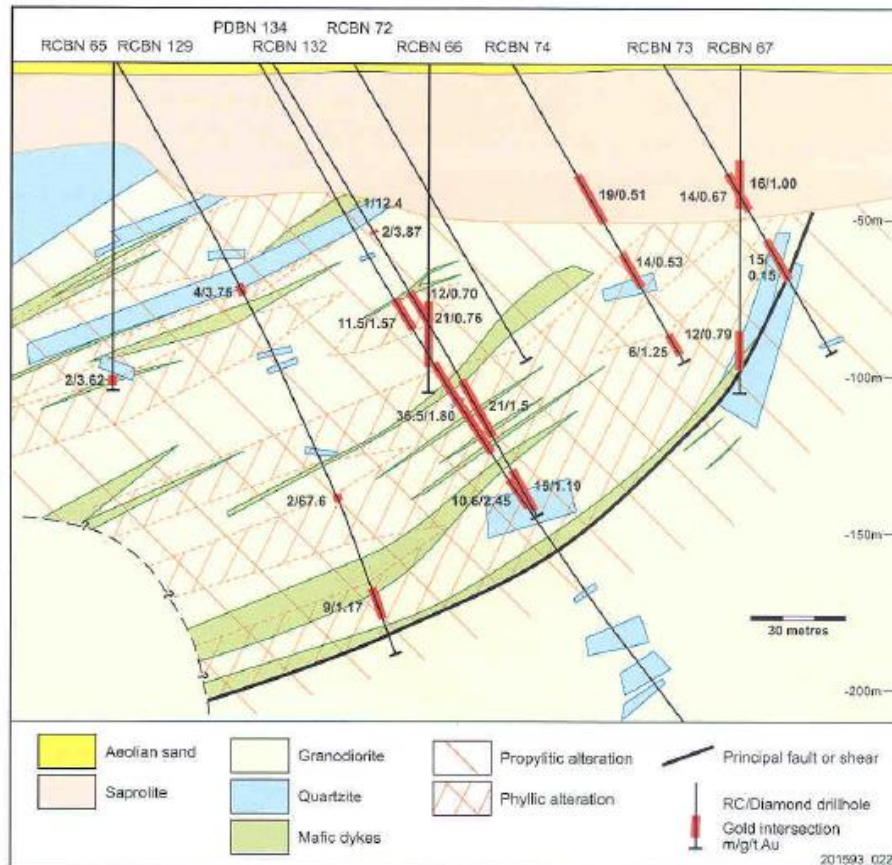 PDBN 134
RCBN 72
RCBN 65
RCBN 129
RCBN 132
RCBN 66
RCBN 74
RCBN 73
RCBN 67
16/1.00
14/0.67
19/0.51
1/12.4
-50m
2/3.87
15/
0.15
14/0.53
4/3.75
12/0.70
21/0.76
11.5/1.57
12/0.79
6/1.25
2/3.62
-100m
21/1.5
36.5/1.80
15/1.19
10.6/2.45
2/67.6
-150m
?
?
9/1.17
?
30 metres
-200m
Aeolian sand
Saprolite
Granodiorite
Quartzite
Mafic dykes
Propylitic alteration
Phyllic alteration
Principal fault or shear
RC/Diamond drillhole
Gold intersection
m/g/t Au
201593_022